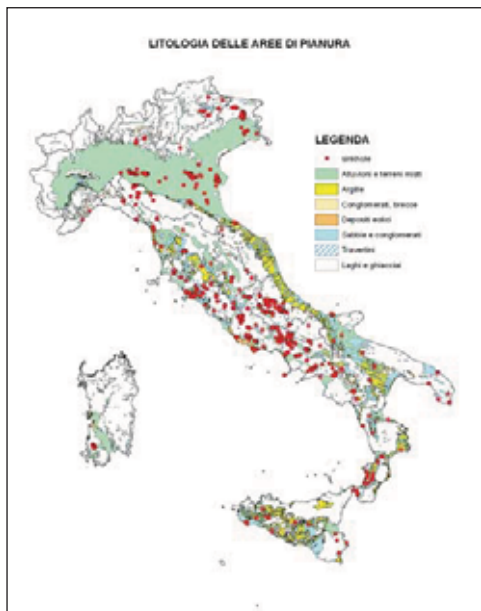 LITOLOGIA DELLE AREE DI PIANURA
LEGENDA
sinkhole
Alluvioni e terreni misti
Argille
Conglomerati, brecce
Depositi eolici
Sabbie e conglomerati
Travertini
Laghi e ghiacciai